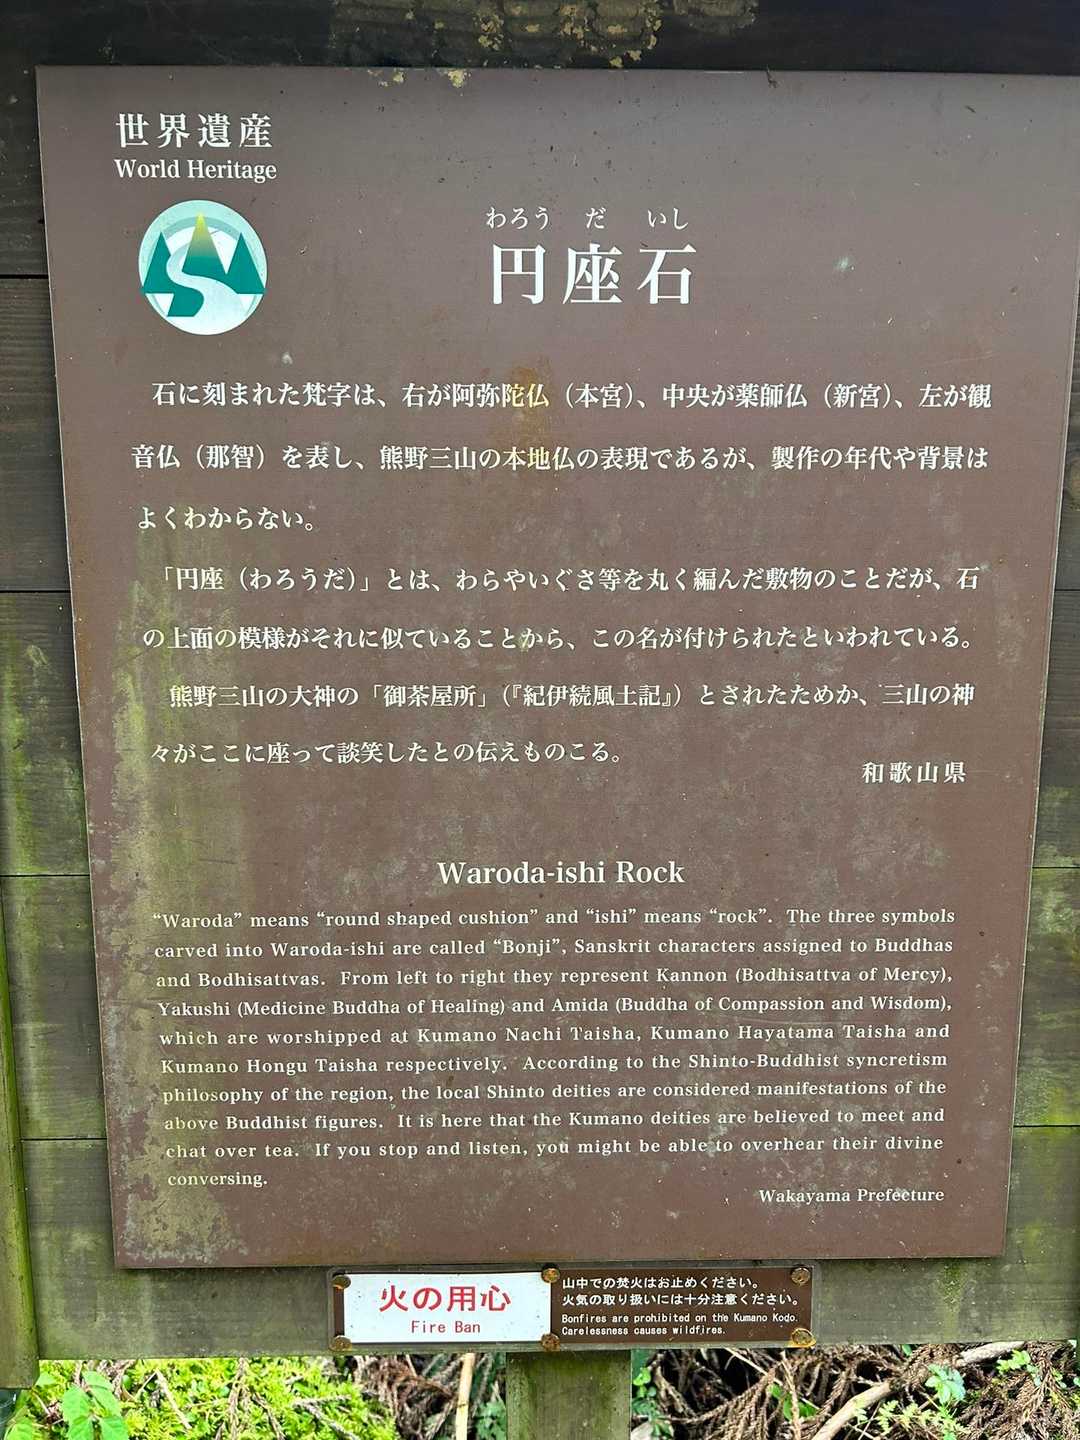 世界遺産
World Heritage
わろう だ いし
円座石
石に刻まれた梵字は、右が阿弥陀仏（本宮）、中央が薬師仏（新宮）、左が観
音仏（那智）を表し、熊野三山の本地仏の表現であるが、製作の年代や背景は
よくわからない。
「円座（わろうだ）」とは、わらやいぐさ等を丸く編んだ敷物のことだが、石
の上面の模様がそれに似ていることから、この名が付けられたといわれている。
熊野三山の大神の「御茶屋所」（『紀伊続風土記』）とされたためか、三山の神
々がここに座って談笑したとの伝えものこる。
和歌山県
Waroda-ishi Rock
“Waroda” means “round shaped cushion” and “ishi” means “rock”. The three symbols
carved into Waroda-ishi are called “Bonji”, Sanskrit characters assigned to Buddhas
and Bodhisattvas. From left to right they represent Kannon (Bodhisattva of Mercy),
Yakushi (Medicine Buddha of Healing) and Amida (Buddha of Compassion and Wisdom),
which are worshipped at Kumano Nachi Taisha, Kumano Hayatama Taisha and
Kumano Hongu Taisha respectively. According to the Shinto-Buddhist syncretism
philosophy of the region, the local Shinto deities are considered manifestations of the
above Buddhist figures. It is here that the Kumano deities are believed to meet and
chat over tea. If you stop and listen, you might be able to overhear their divine
conversing.
Wakayama Prefecture
火の用心
Fire Ban
山中での焚火はお止めください。
火気の取り扱いには十分注意ください。
Bonfires are prohibited on the Kumano Kodo.
Carelessness causes wildfires.